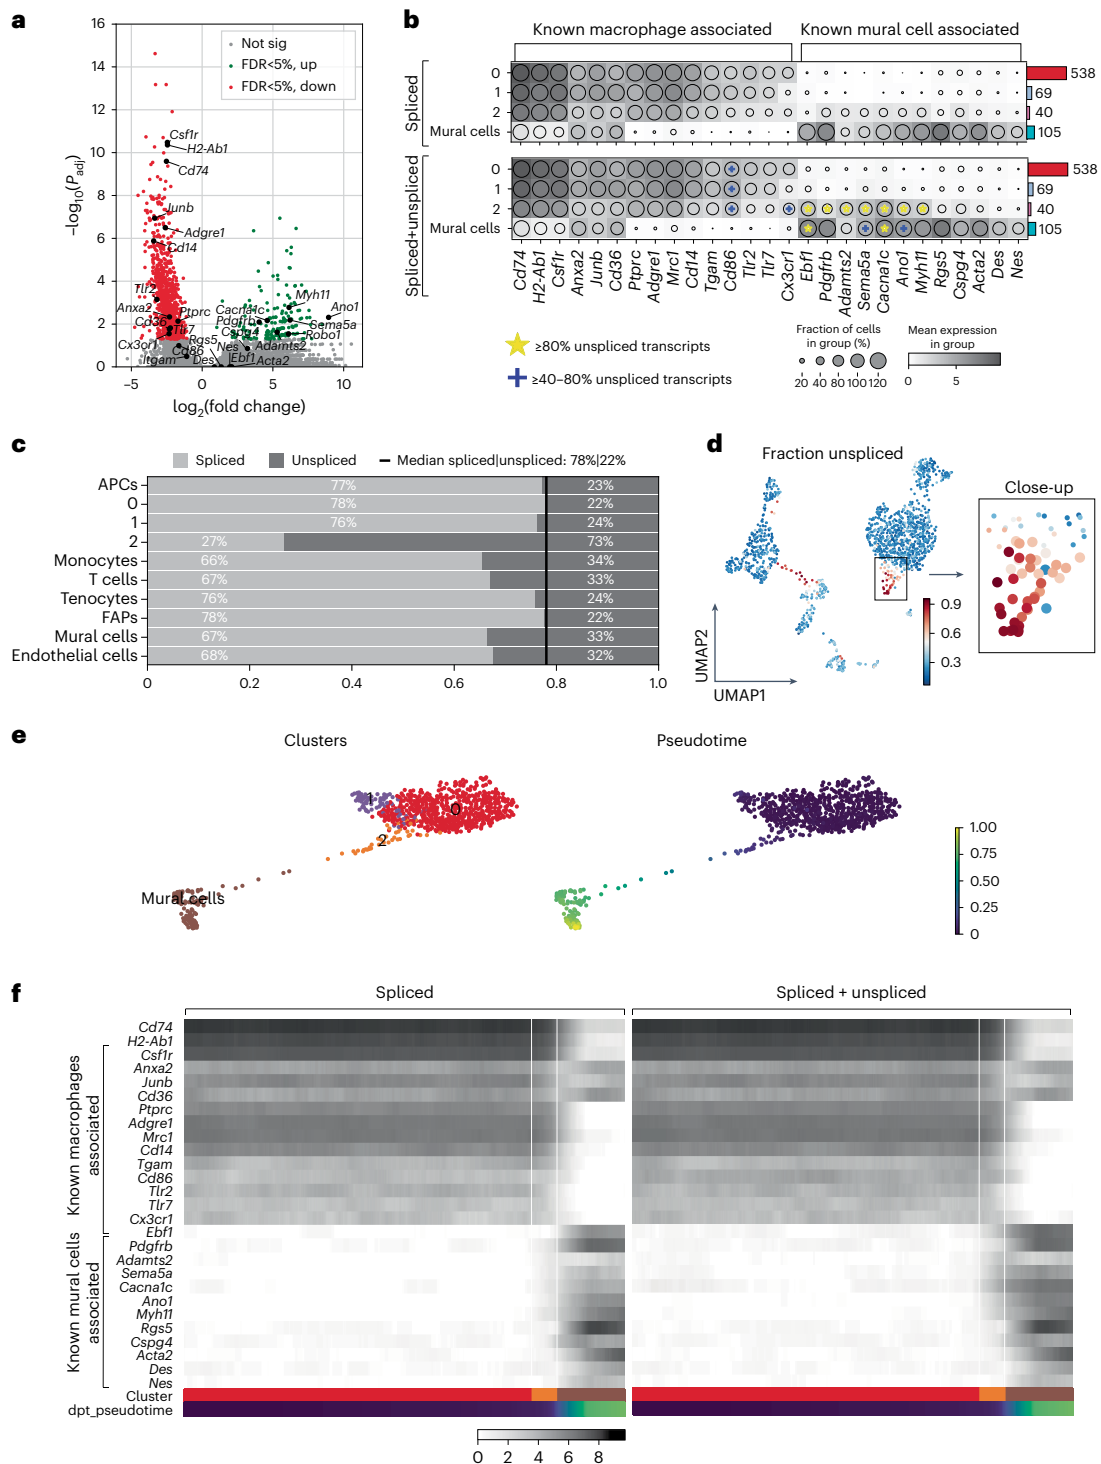 a
16
14
12
10
8
6
4
2
0
−log10(Padj)
Not sig
FDR<5%, up
FDR<5%, down
Csf1r
H2-Ab1
Cd74
Junb
Adgre1
Cd14
Tlr2
Anxa2
Ptprc
Cd36
Tlr7
Cx3cr1
Rgs5
Cd86
Itgam
Des
Nes
Ebf1
Acta2
Cacna1c
Pdgfrb
Cspg4
Adamts2
Myh11
Ano1
Sema5a
Robo1
−5
0
5
10
log2(fold change)
b
Known macrophage associated
Known mural cell associated
Spliced
0
1
2
Mural cells
538
69
40
105
Spliced+unspliced
0
1
2
Mural cells
538
69
40
105
Cd74
H2-Ab1
Csf1r
Anxa2
Junb
Cd36
Ptprc
Adgre1
Mrc1
Cd14
Tgam
Cd86
Tlr2
Tlr7
Cx3cr1
Ebf1
Pdgfrb
Adamts2
Sema5a
Cacna1c
Ano1
Myh11
Rgs5
Cspg4
Acta2
Des
Nes
≥80% unspliced transcripts
≥40–80% unspliced transcripts
Fraction of cells
in group (%)
20 40 80 100 120
Mean expression
in group
0 5
c
Spliced
Unspliced
Median spliced|unspliced: 78%|22%
APCs 77% 23%
0 78% 22%
1 76% 24%
2 27% 73%
Monocytes 66% 34%
T cells 67% 33%
Tenocytes 76% 24%
FAPs 78% 22%
Mural cells 67% 33%
Endothelial cells 68% 32%
0 0.2 0.4 0.6 0.8 1.0
d
Fraction unspliced
Close-up
0.9
0.6
0.3
UMAP2
UMAP1
e
Clusters
Pseudotime
1
0
2
Mural cells
1.00
0.75
0.50
0.25
0
f
Spliced
Spliced + unspliced
Known macrophages
associated
Cd74
H2-Ab1
Csf1r
Anxa2
Junb
Cd36
Ptprc
Adgre1
Mrc1
Cd14
Tgam
Cd86
Tlr2
Tlr7
Cx3cr1
Known mural cells
associated
Ebf1
Pdgfrb
Adamts2
Sema5a
Cacna1c
Ano1
Myh11
Rgs5
Cspg4
Acta2
Des
Nes
Cluster
dpt_pseudotime
0 2 4 6 8